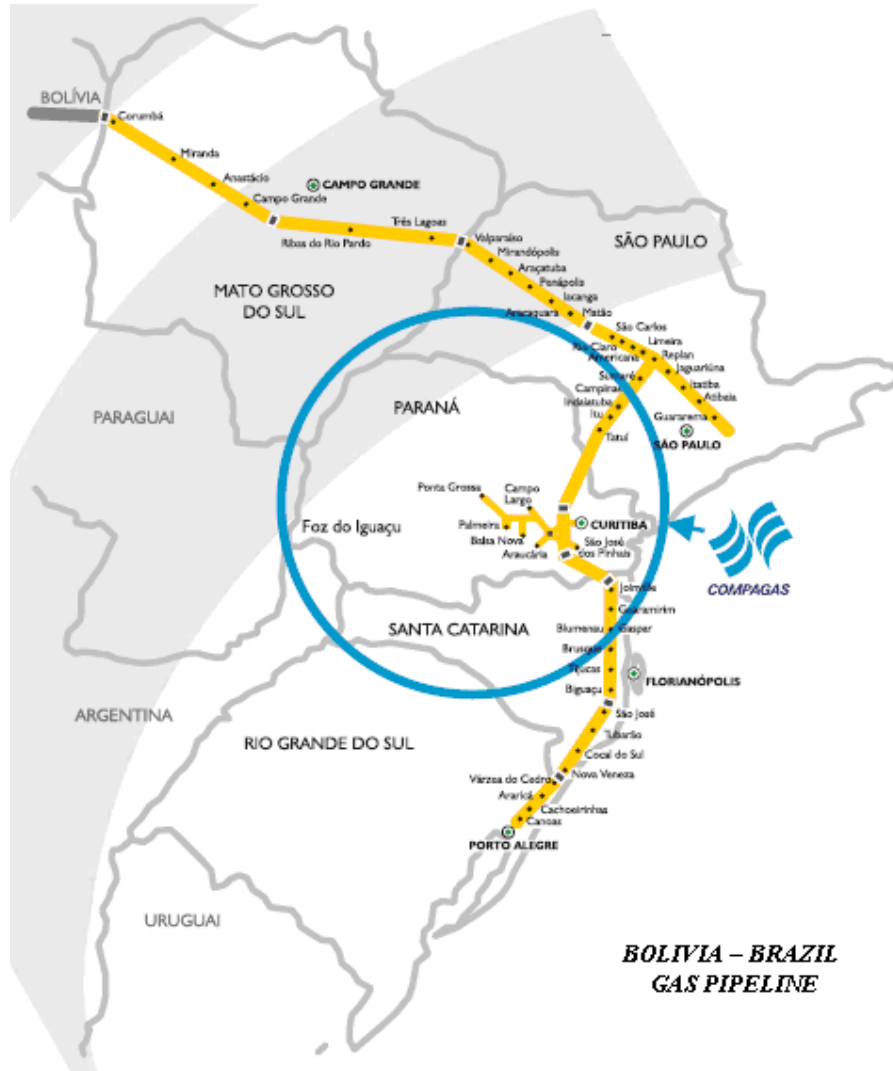 BOLÍVIA
Corumbá
Miranda
Anastácio
CAMPO GRANDE
Campo Grande
Três Lagoas
Ribas do Rio Pardo
Valparaíso
SÃO PAULO
Mirandópolis
Araçatuba
MATO GROSSO
DO SUL
Penápolis
Iacanga
Araraquara
Matão
São Carlos
Rio Claro
Limeira
Americana
Replan
Jaguariúna
Sumaré
Itatiba
Campinas
Atibaia
PARANÁ
Indaiatuba
PARAGUAI
Itu
Guararema
Tatuí
SÃO PAULO
Ponta Grossa
Campo
Largo
Foz do Iguaçu
Palmeira
CURITIBA
Balsa Nova
São José
dos Pinhais
Araucária
COMPAGAS
Joinville
Guaramirim
SANTA CATARINA
Blumenau
Gaspar
Brusque
Tijucas
FLORIANÓPOLIS
Biguaçu
ARGENTINA
São José
RIO GRANDE DO SUL
Tubarão
Cocal do Sul
Várzea do Cedro
Nova Veneza
Araricá
Cachoeirinhas
Canoas
PORTO ALEGRE
URUGUAI
BOLIVIA – BRAZIL
GAS PIPELINE